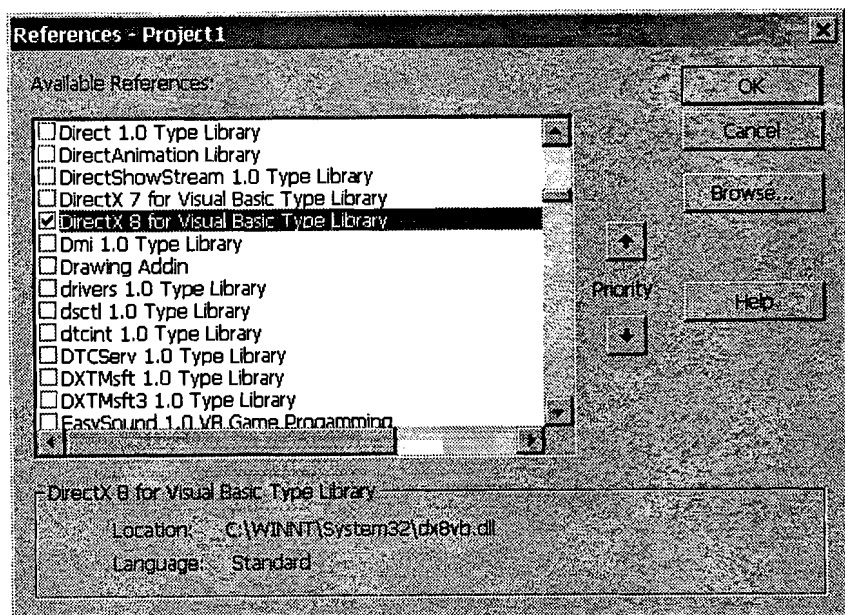 References - Project1
Available References:
Direct 1.0 Type Library
DirectAnimation Library
DirectShowStream 1.0 Type Library
DirectX 7 for Visual Basic Type Library
DirectX 8 for Visual Basic Type Library
Dmi 1.0 Type Library
Drawing Addin
drivers 1.0 Type Library
dsctl 1.0 Type Library
dtcint 1.0 Type Library
DTCServ 1.0 Type Library
DXTMsft 1.0 Type Library
DXTMsft3 1.0 Type Library
EasySound 1.0 VB Game Progamming
OK
Cancel
Browse...
Priority
Help
DirectX 8 for Visual Basic Type Library
Location: C:\WINNT\System32\dx8vb.dll
Language: Standard